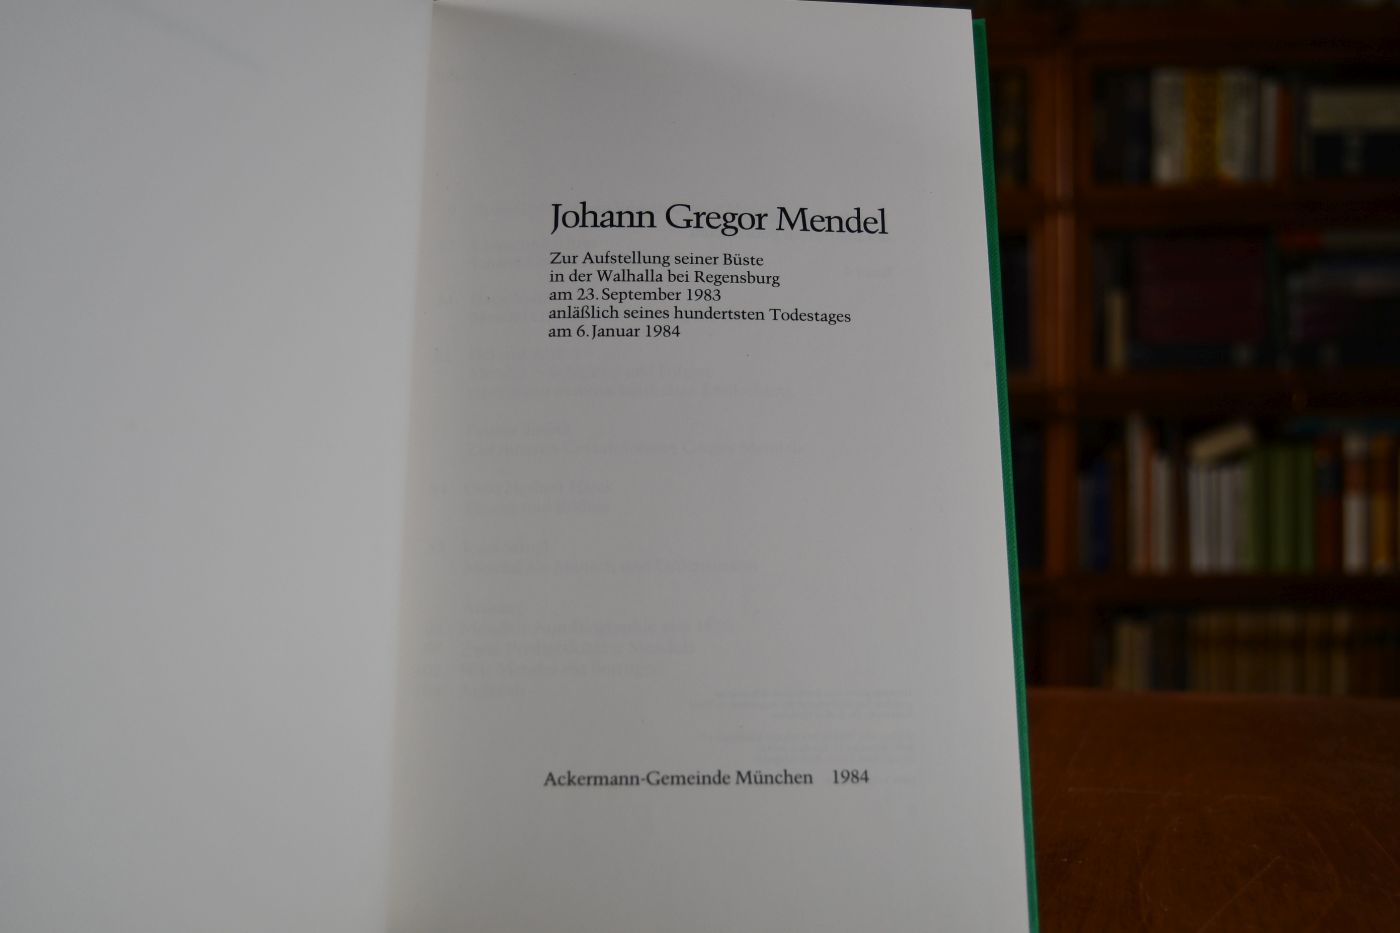 Johann Gregor Mendel
Zur Aufstellung seiner Büste
in der Walhalla bei Regensburg
am 23. September 1983
anläßlich seines hundertsten Todestages
am 6. Januar 1984
Ackermann-Gemeinde München 1984